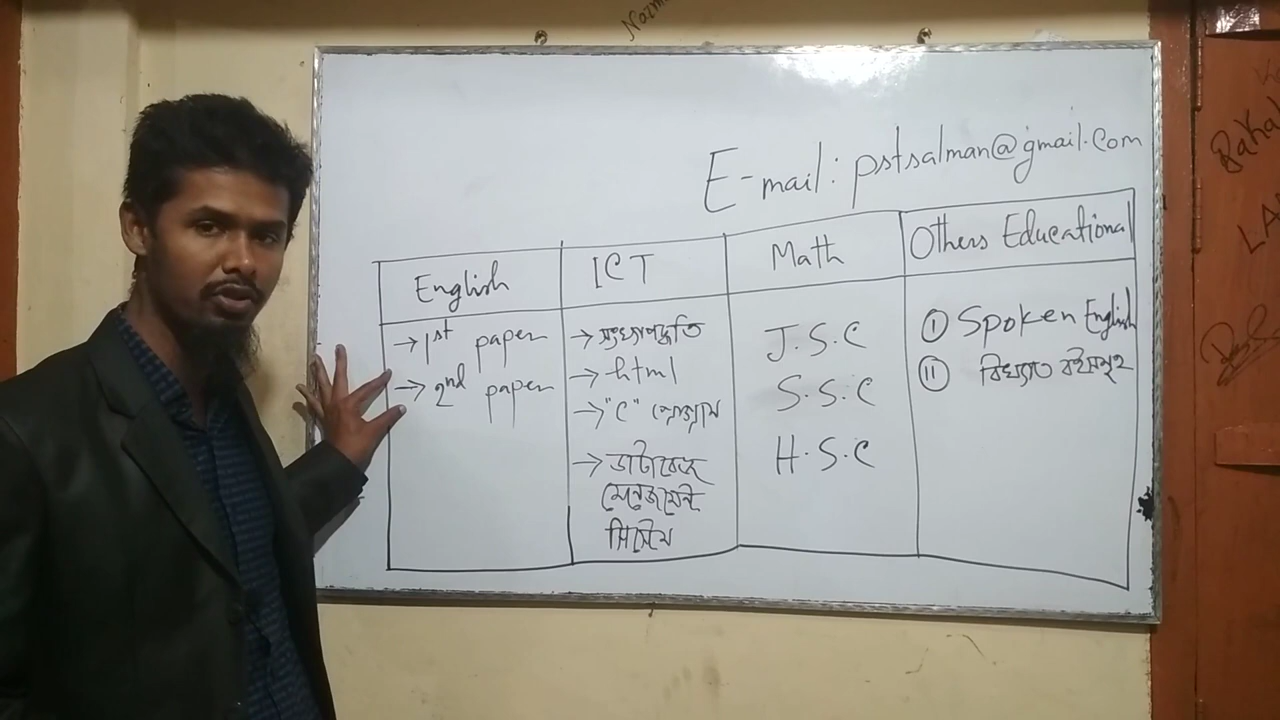 E-mail: pstsalman@gmail.com
English
→ 1st paper
→ 2nd paper
ICT
→ সংখ্যাপদ্ধতি
→ html
→ "C" প্রোগ্রাম
→ ডাটাবেজ
মেনেজমেন্ট
সিস্টেম
Math
J.S.C
S.S.C
H.S.C
Others Educational
(I) Spoken English
(II) বিখ্যাত বইসমূহ